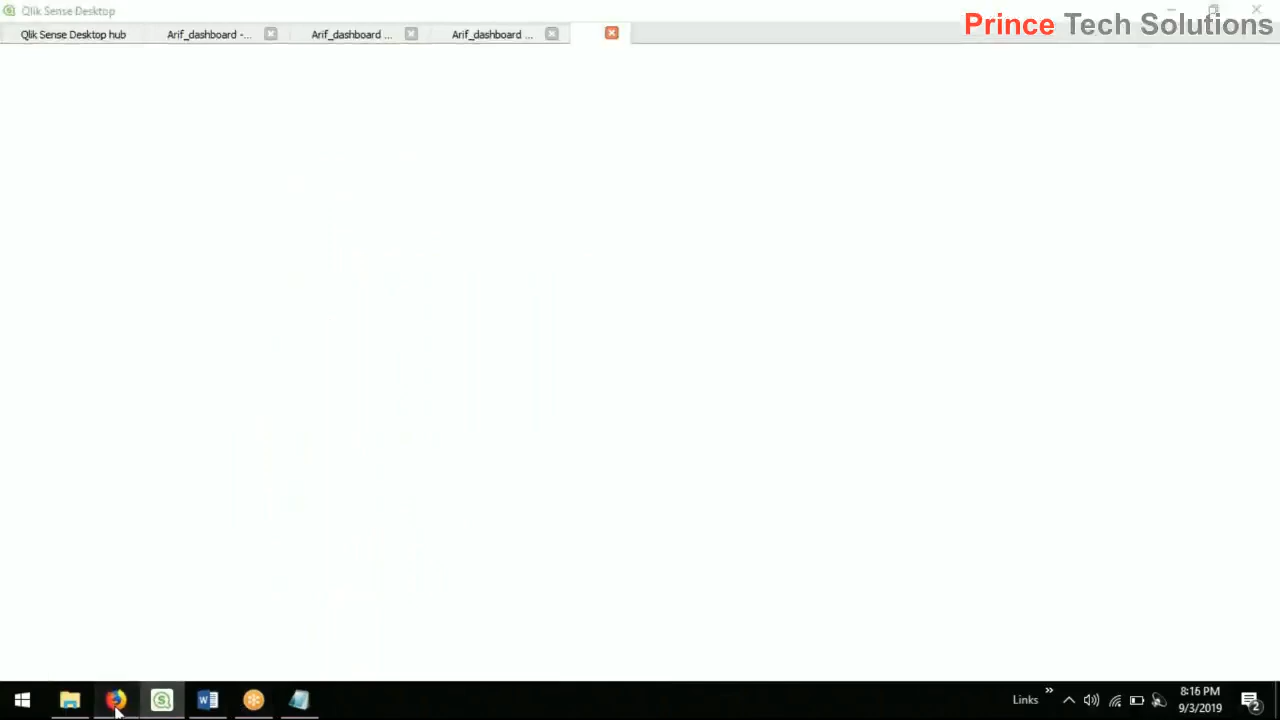 Qlik Sense Desktop
Prince Tech Solutions
Qlik Sense Desktop hub
Arif_dashboard -...
Arif_dashboard ...
Arif_dashboard ...
Links
8:16 PM
9/3/2019
2